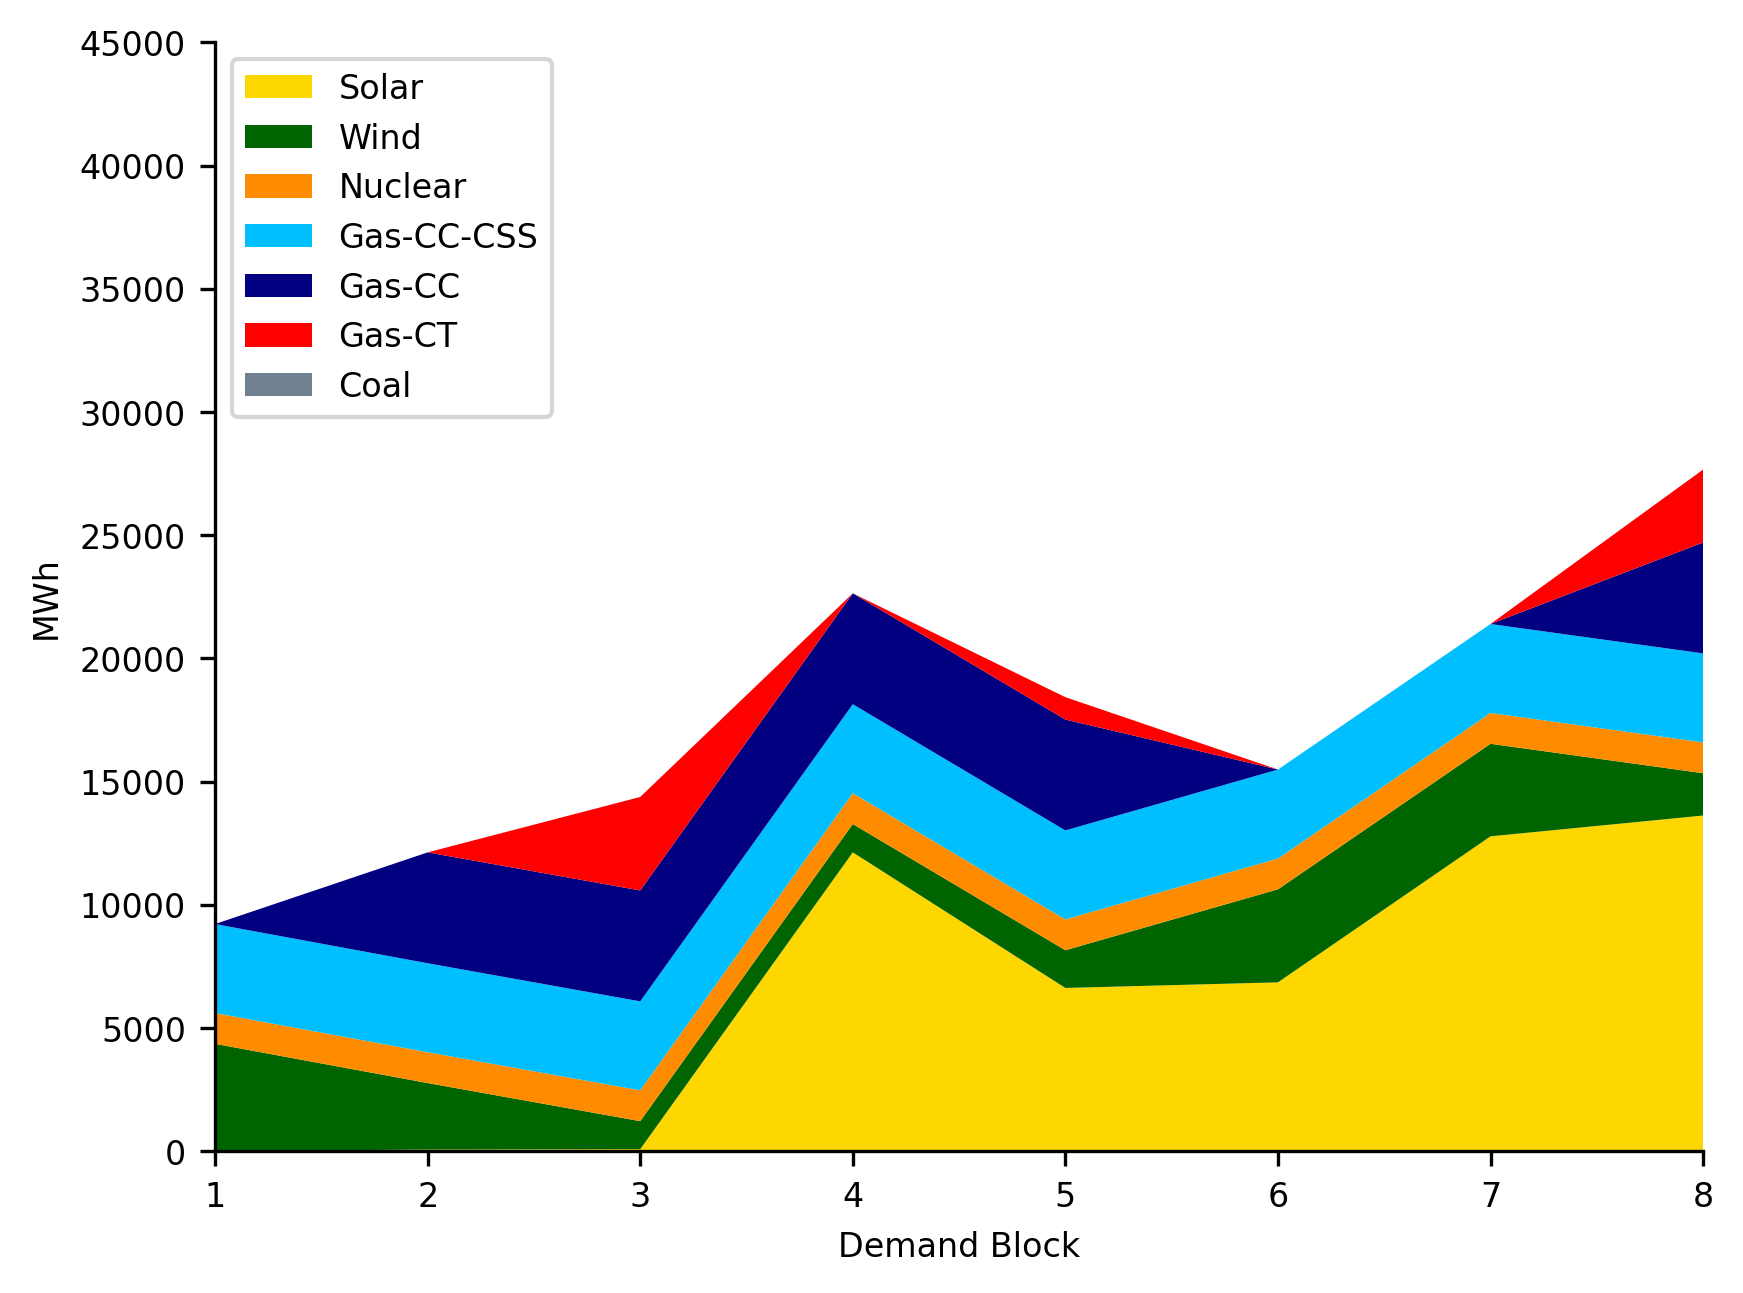 45000
40000
35000
30000
25000
20000
15000
10000
5000
0
MWh
Solar
Wind
Nuclear
Gas-CC-CSS
Gas-CC
Gas-CT
Coal
1 2 3 4 5 6 7 8
Demand Block